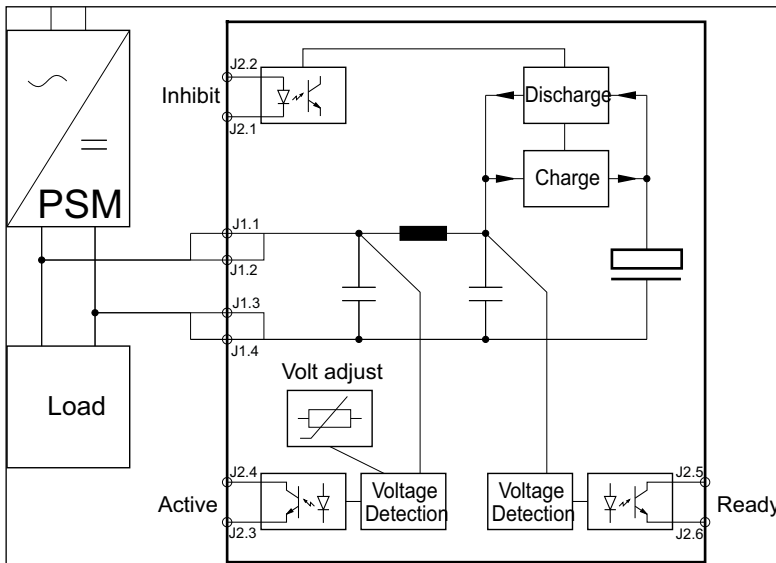 J2.2
Inhibit
J2.1
Discharge
Charge
PSM
J1.1
J1.2
J1.3
J1.4
Load
Volt adjust
J2.4
Active
J2.3
Voltage
Detection
Voltage
Detection
J2.5
Ready
J2.6